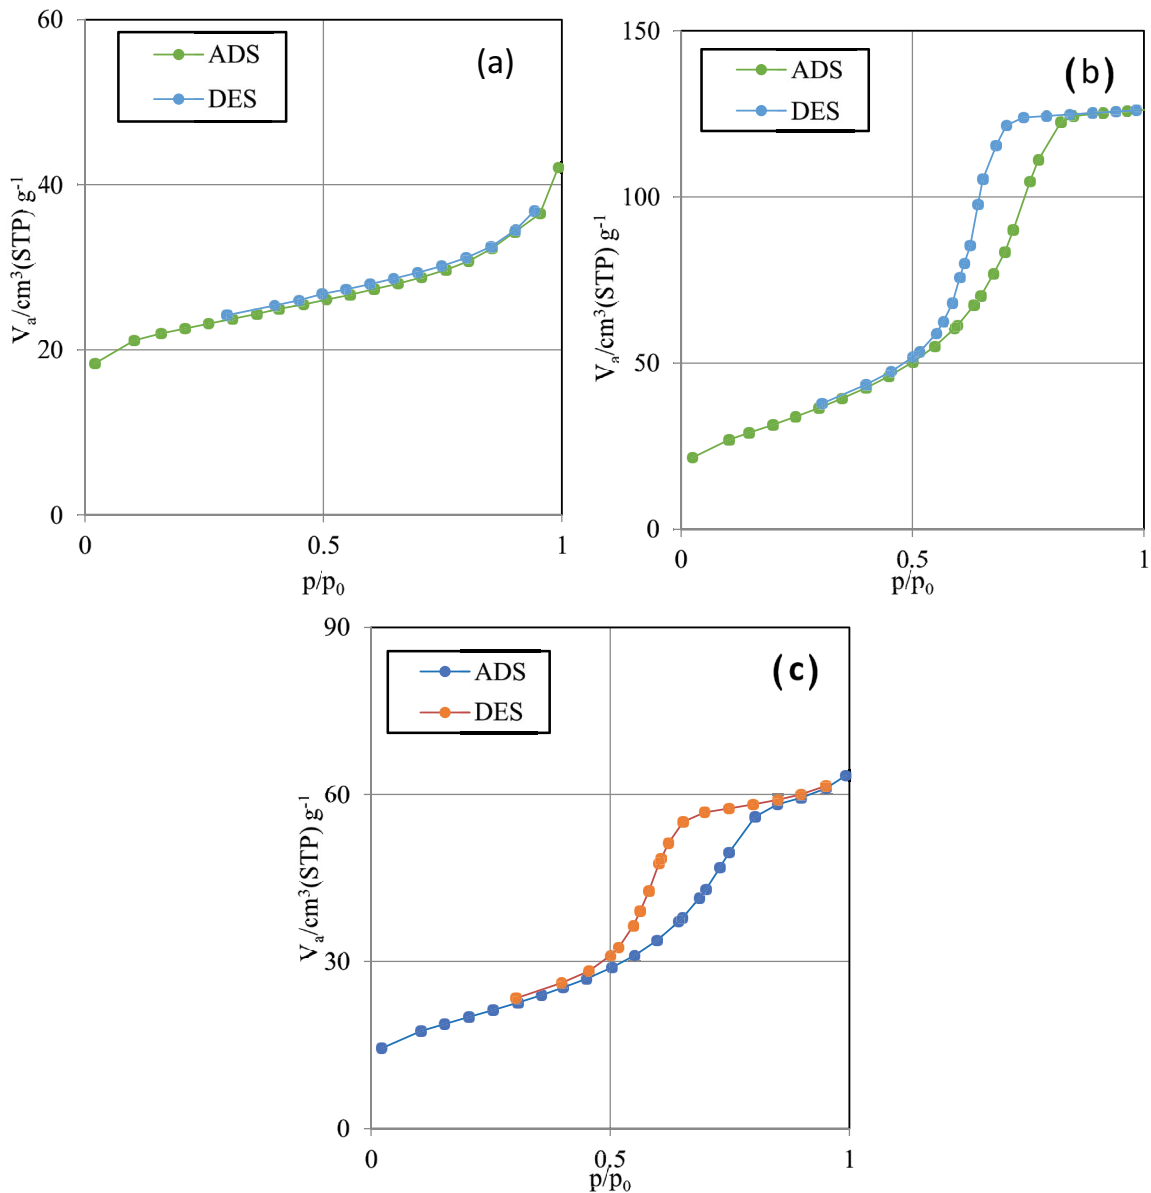 60
ADS
DES
(a)
40
20
0
0
0.5
1
Va/cm³(STP) g⁻¹
p/p₀
150
ADS
DES
(b)
100
50
0
0
0.5
1
Va/cm³(STP) g⁻¹
p/p₀
90
ADS
DES
(c)
60
30
0
0
0.5
1
Va/cm³(STP) g⁻¹
p/p₀